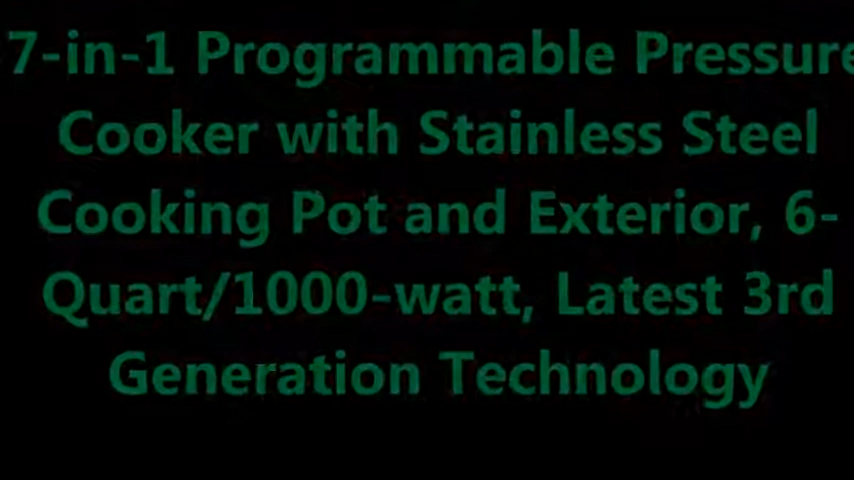 7-in-1 Programmable Pressure
Cooker with Stainless Steel
Cooking Pot and Exterior, 6-
Quart/1000-watt, Latest 3rd
Generation Technology